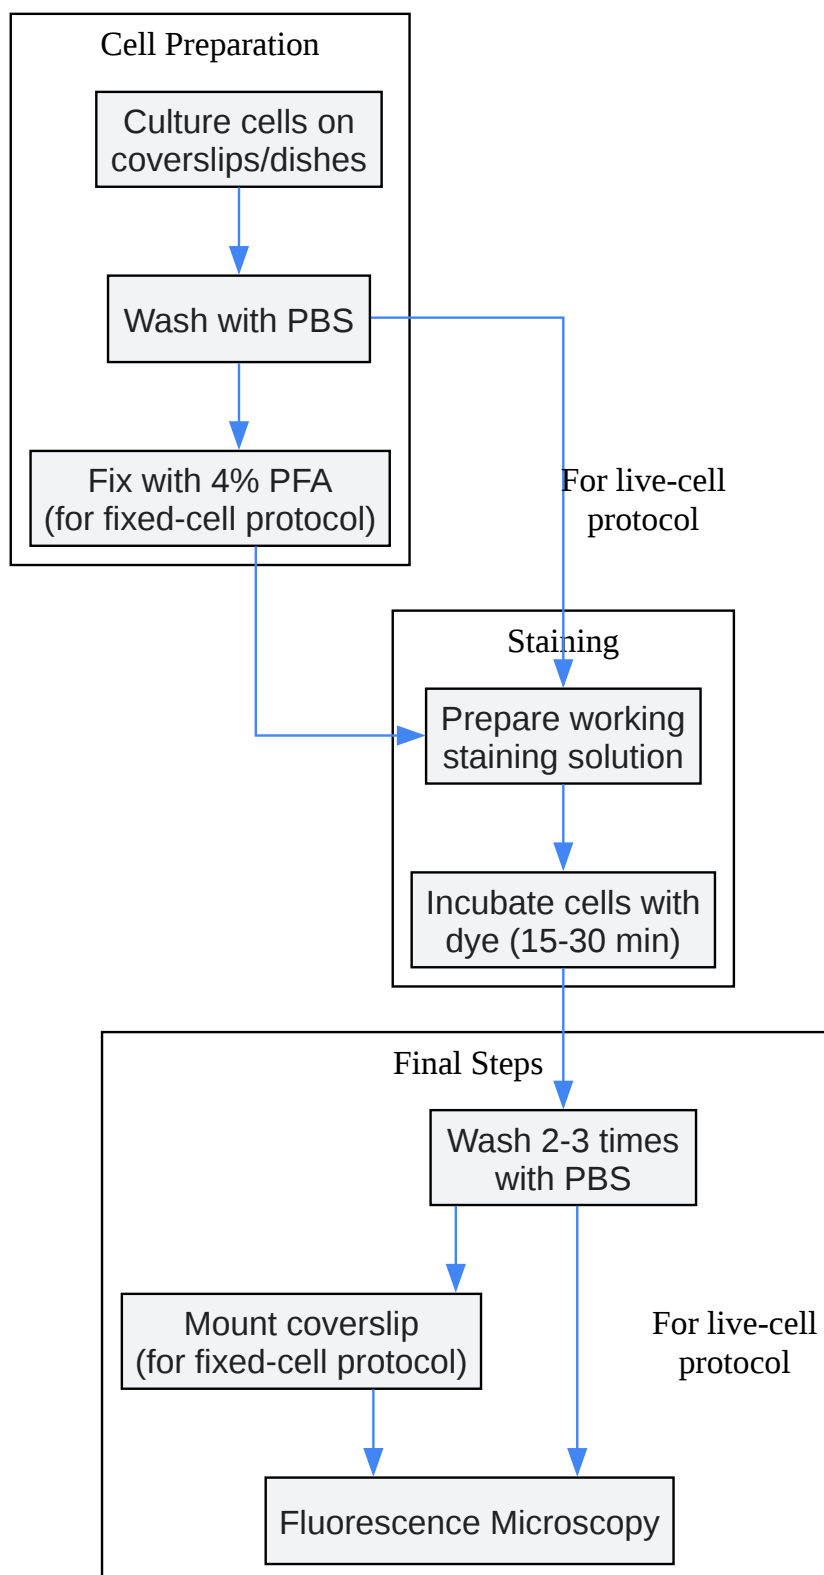 Cell Preparation
Culture cells on
coverslips/dishes
Wash with PBS
Fix with 4% PFA
(for fixed-cell protocol)
For live-cell
protocol
Staining
Prepare working
staining solution
Incubate cells with
dye (15-30 min)
Final Steps
Wash 2-3 times
with PBS
Mount coverslip
(for fixed-cell protocol)
For live-cell
protocol
Fluorescence Microscopy